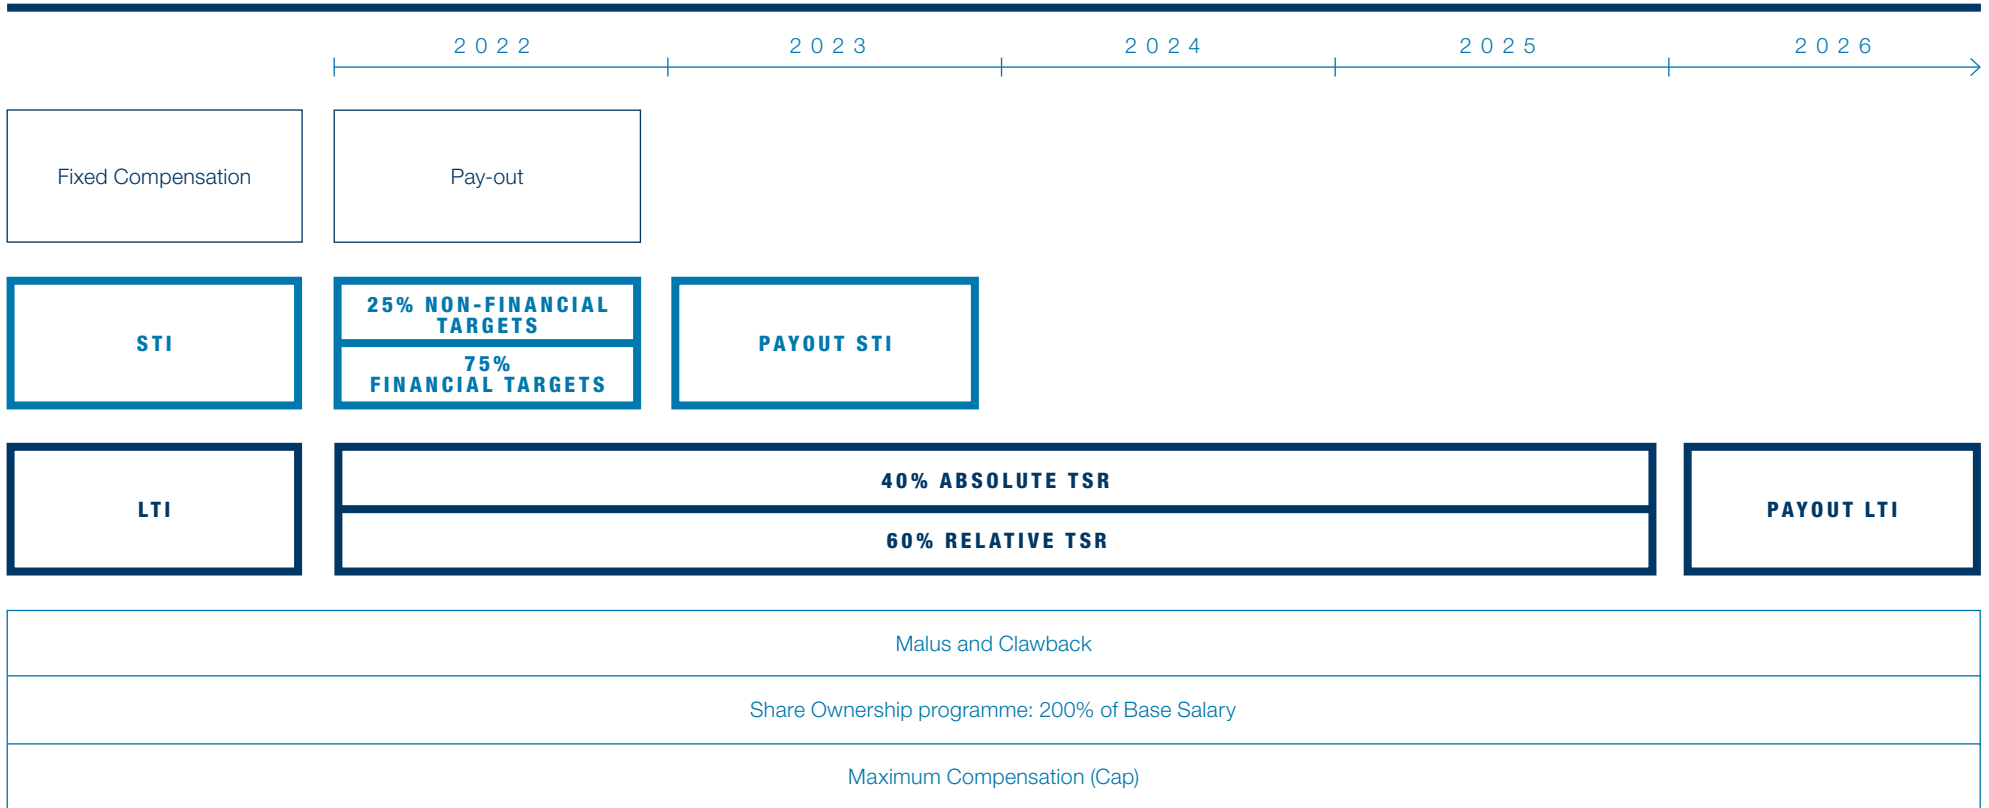 2022 2023 2024 2025 2026
Fixed Compensation
Pay-out
STI
25% NON-FINANCIAL
TARGETS
75%
FINANCIAL TARGETS
PAYOUT STI
LTI
40% ABSOLUTE TSR
60% RELATIVE TSR
PAYOUT LTI
Malus and Clawback
Share Ownership programme: 200% of Base Salary
Maximum Compensation (Cap)